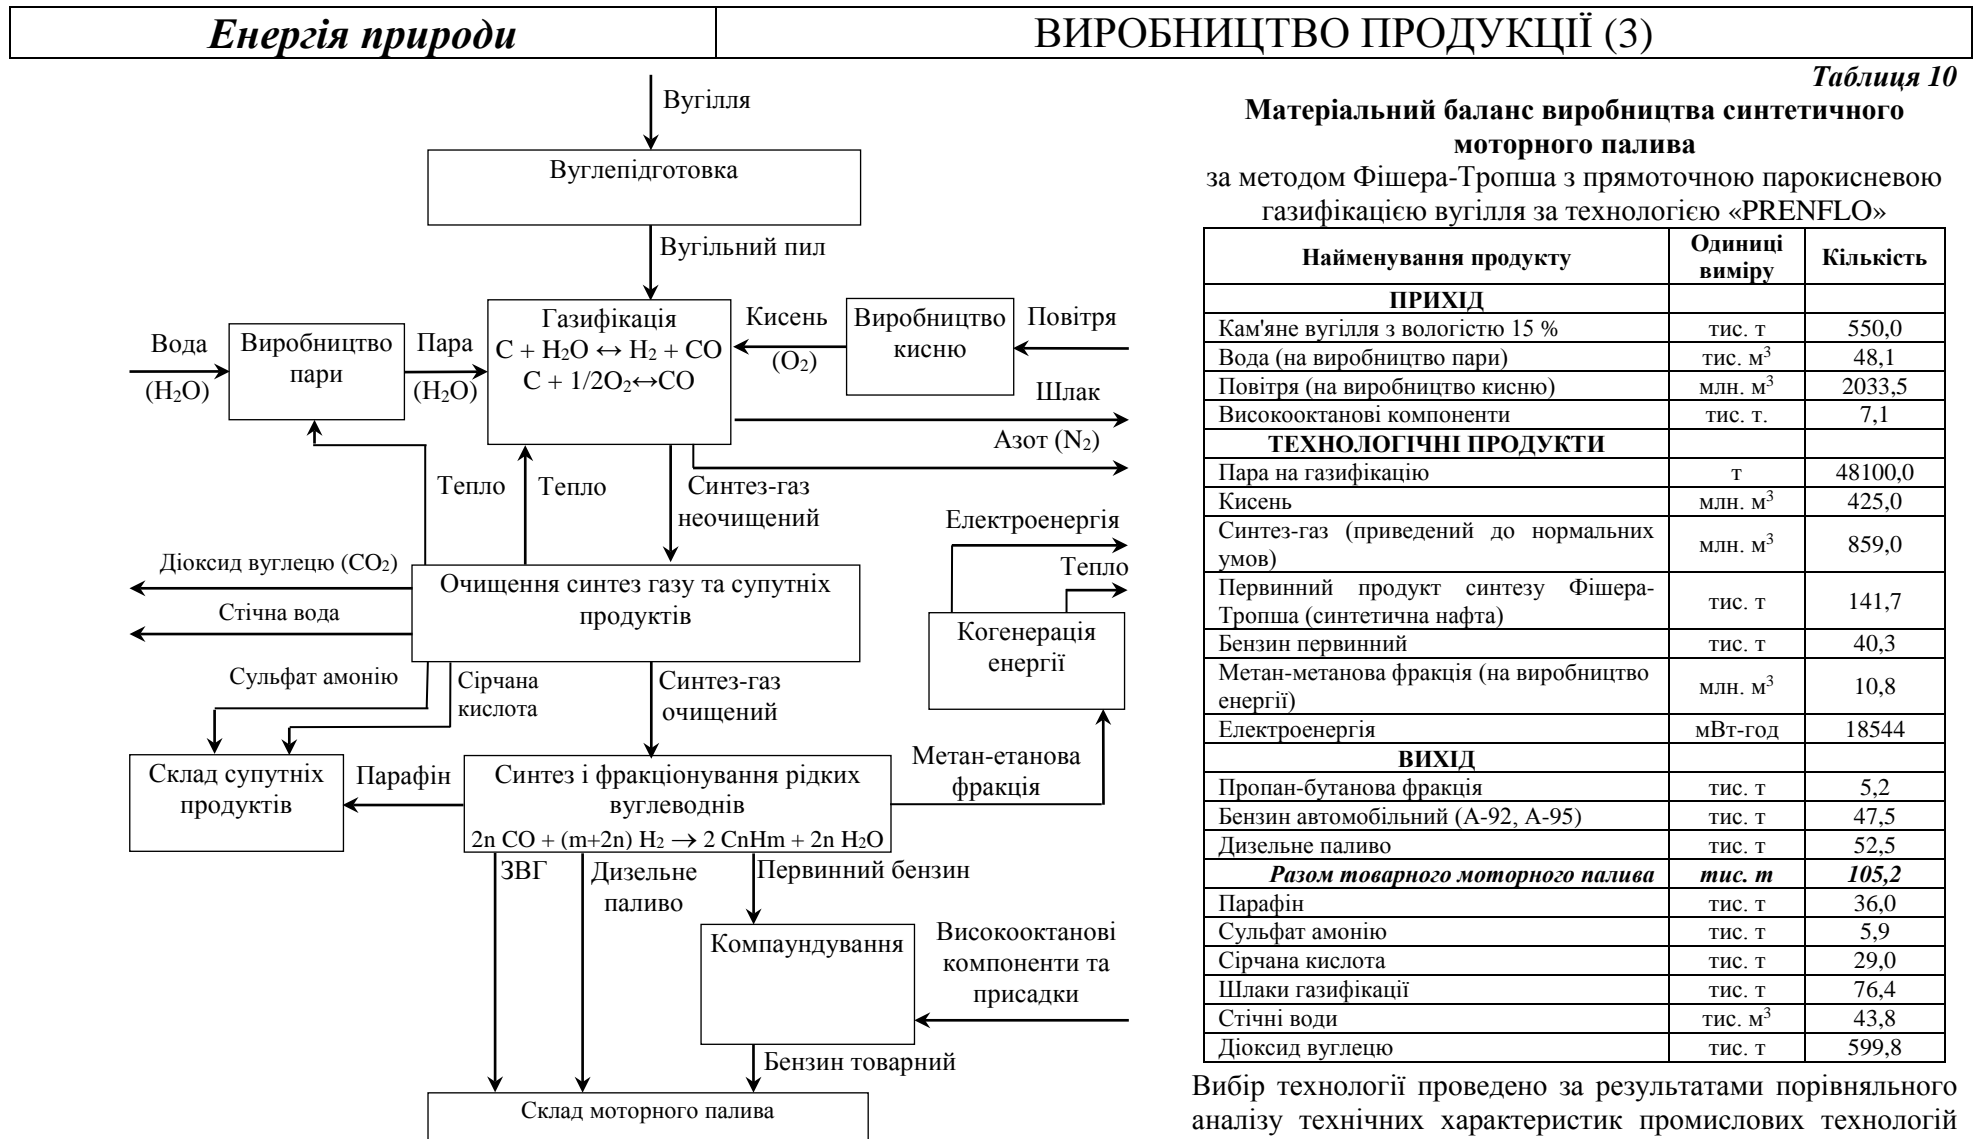 Енергія природи
ВИРОБНИЦТВО ПРОДУКЦІЇ (3)
Вугілля
Вуглепідготовка
Вугільний пил
Вода
(H2O)
Виробництво
пари
Пара
(H2O)
Газифікація
C + H2O ↔ H2 + CO
C + 1/2O2↔CO
Кисень
(O2)
Виробництво
кисню
Повітря
Шлак
Азот (N2)
Тепло
Тепло
Синтез-газ
неочищений
Електроенергія
Тепло
Діоксид вуглецю (CO2)
Стічна вода
Очищення синтез газу та супутніх
продуктів
Когенерація
енергії
Сульфат амонію
Сірчана
кислота
Синтез-газ
очищений
Склад супутніх
продуктів
Парафін
Синтез і фракціонування рідких
вуглеводнів
2n CO + (m+2n) H2 → 2 CnHm + 2n H2O
Метан-етанова
фракція
ЗВГ
Дизельне
паливо
Первинний бензин
Компаундування
Високооктанові
компоненти та
присадки
Бензин товарний
Склад моторного палива
Таблиця 10
Матеріальний баланс виробництва синтетичного
моторного палива
за методом Фішера-Тропша з прямоточною парокисневою
газифікацією вугілля за технологією «PRENFLO»
Найменування продукту Одиниці виміру Кількість
ПРИХІД
Кам'яне вугілля з вологістю 15 % тис. т 550,0
Вода (на виробництво пари) тис. м3 48,1
Повітря (на виробництво кисню) млн. м3 2033,5
Високооктанові компоненти тис. т. 7,1
ТЕХНОЛОГІЧНІ ПРОДУКТИ
Пара на газифікацію т 48100,0
Кисень млн. м3 425,0
Синтез-газ (приведений до нормальних
умов) млн. м3 859,0
Первинний продукт синтезу Фішера-
Тропша (синтетична нафта) тис. т 141,7
Бензин первинний тис. т 40,3
Метан-метанова фракція (на виробництво
енергії) млн. м3 10,8
Електроенергія мВт-год 18544
ВИХІД
Пропан-бутанова фракція тис. т 5,2
Бензин автомобільний (А-92, А-95) тис. т 47,5
Дизельне паливо тис. т 52,5
Разом товарного моторного палива тис. т 105,2
Парафін тис. т 36,0
Сульфат амонію тис. т 5,9
Сірчана кислота тис. т 29,0
Шлаки газифікації тис. т 76,4
Стічні води тис. м3 43,8
Діоксид вуглецю тис. т 599,8
Вибір технології проведено за результатами порівняльного
аналізу технічних характеристик промислових технологій